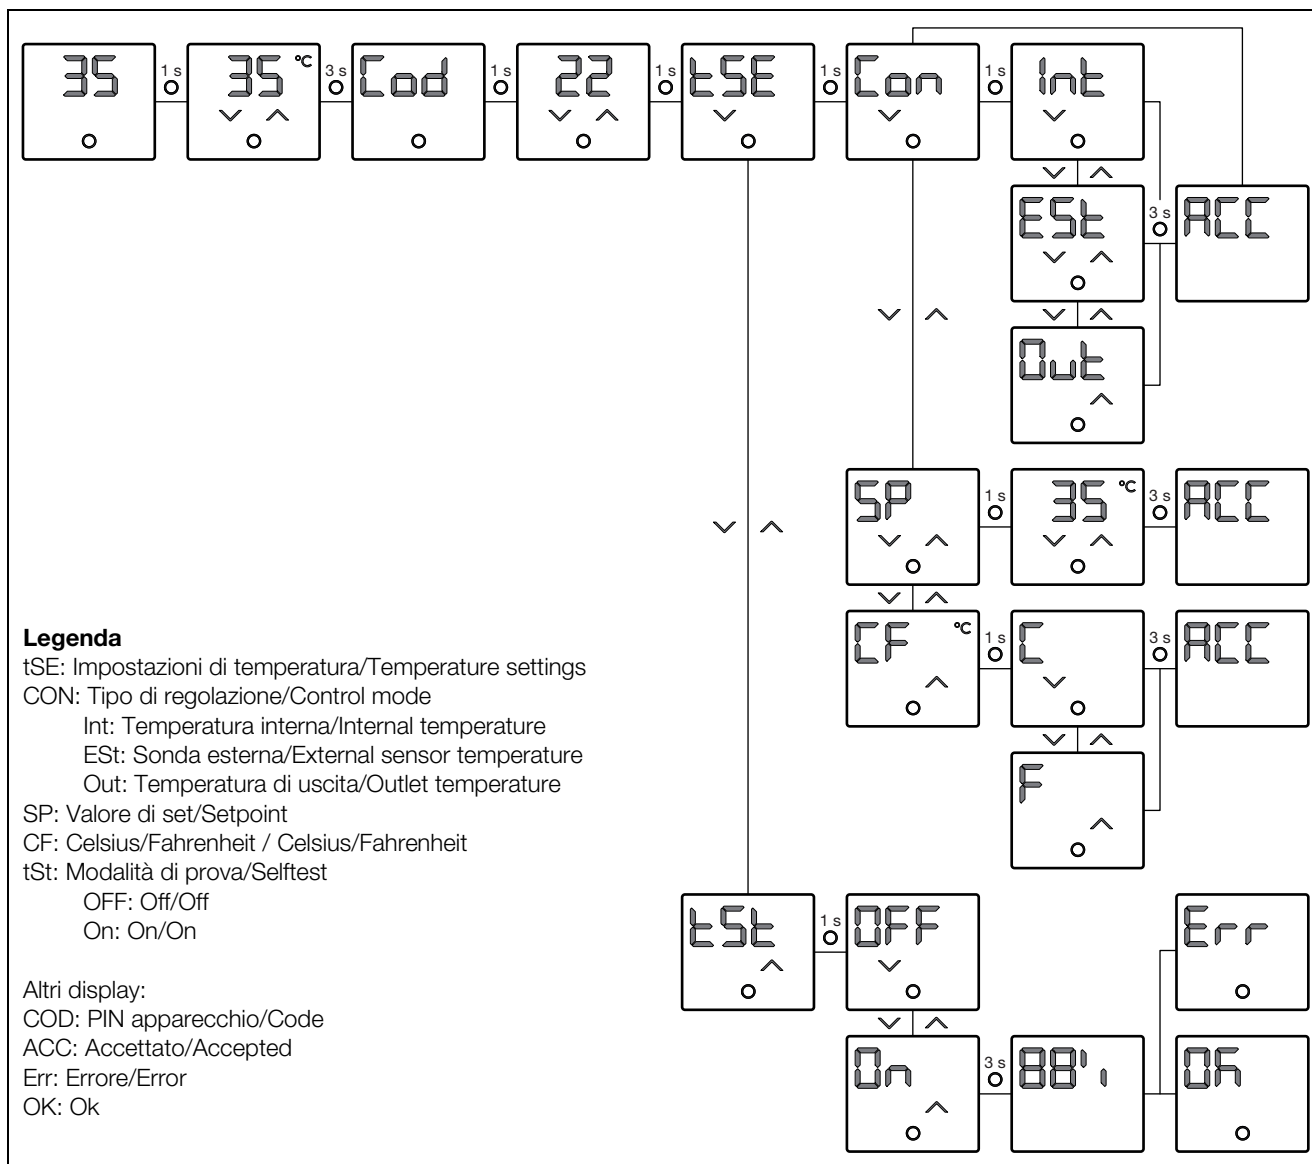 35 1 s 35 °C 3 s Cod 1 s 22 1 s tSE 1 s Con 1 s Int
ESt 3 s ACC
Out
SP 1 s 35 °C 3 s ACC
CF °C 1 s C 3 s ACC
F
Legenda
tSE: Impostazioni di temperatura/Temperature settings
CON: Tipo di regolazione/Control mode
Int: Temperatura interna/Internal temperature
ESt: Sonda esterna/External sensor temperature
Out: Temperatura di uscita/Outlet temperature
SP: Valore di set/Setpoint
CF: Celsius/Fahrenheit / Celsius/Fahrenheit
tSt: Modalità di prova/Selftest
OFF: Off/Off
On: On/On
Altri display:
COD: PIN apparecchio/Code
ACC: Accettato/Accepted
Err: Errore/Error
OK: Ok
tSt 1 s OFF Err
On 3 s 88 OK